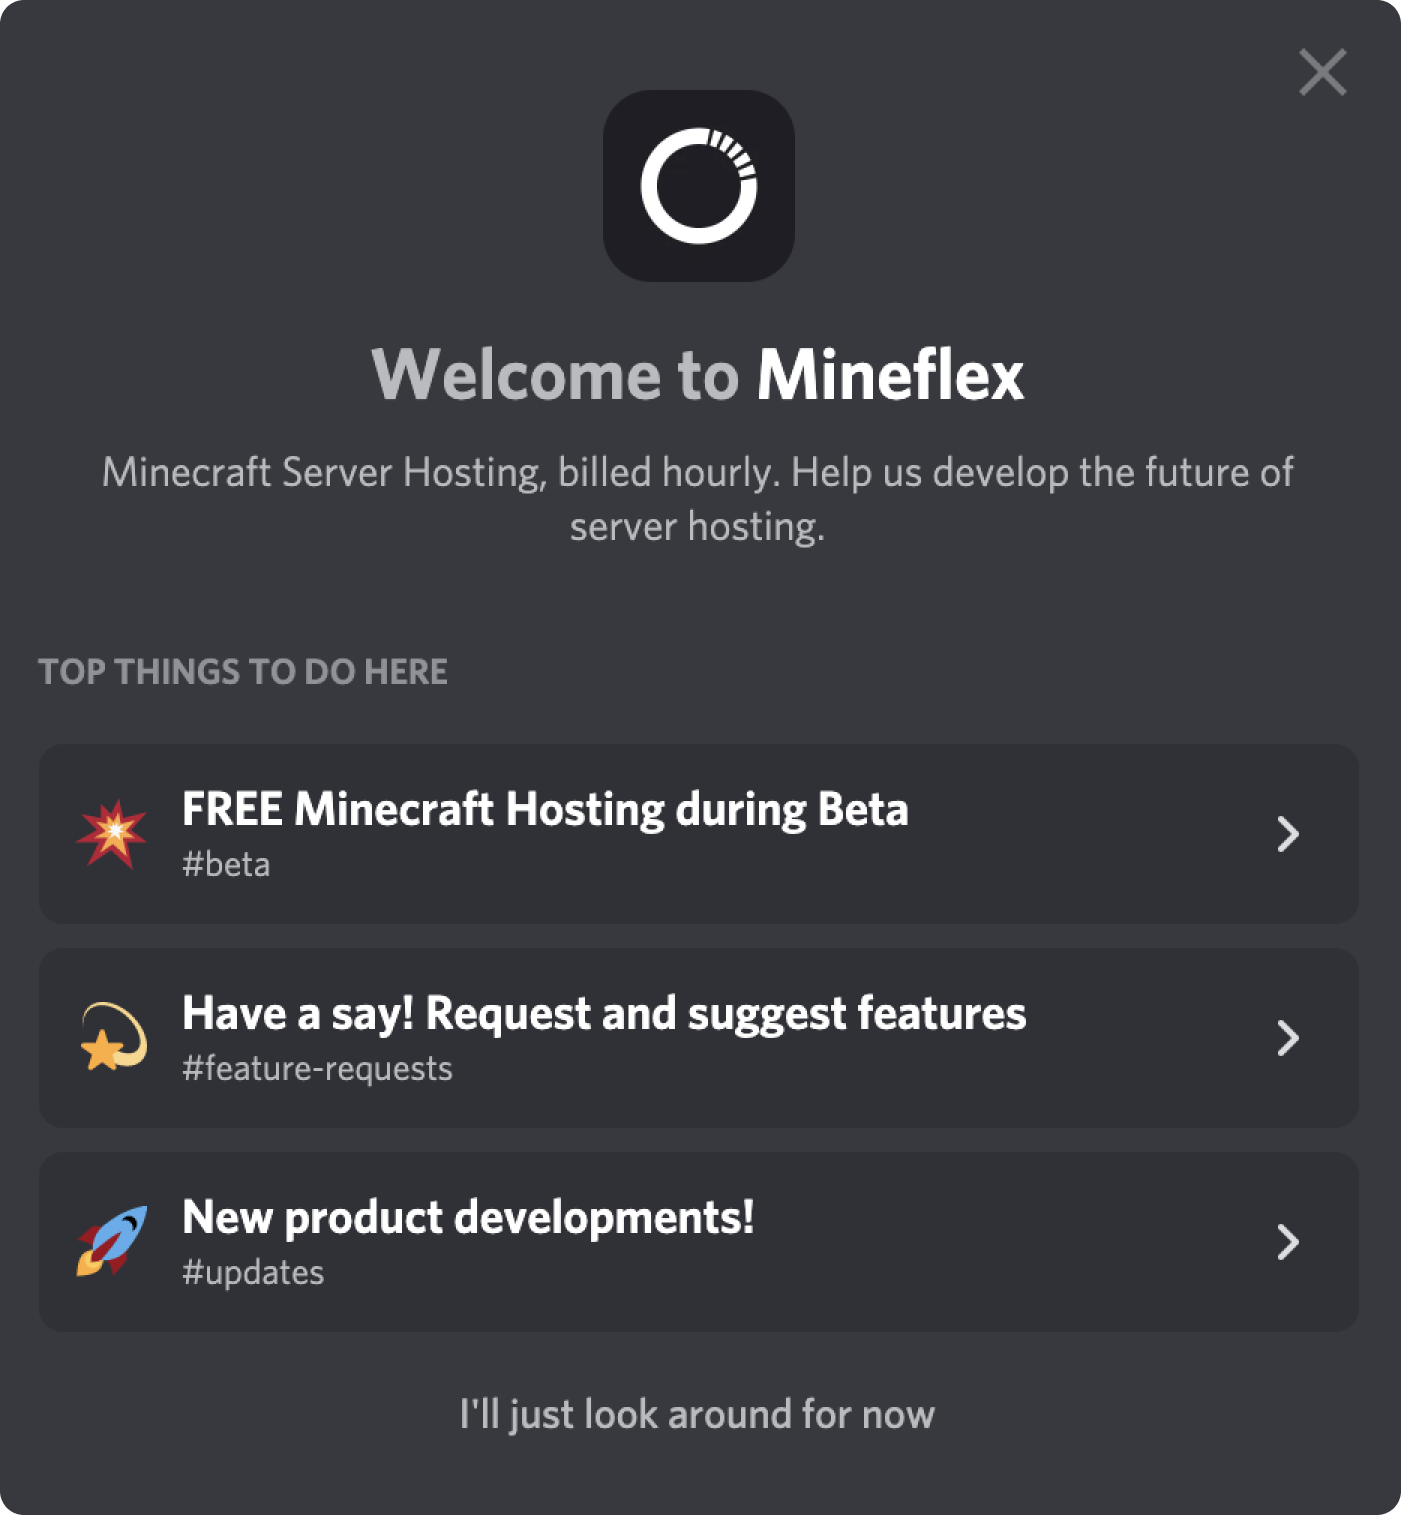 Welcome to Mineflex
Minecraft Server Hosting, billed hourly. Help us develop the future of
server hosting.
TOP THINGS TO DO HERE
FREE Minecraft Hosting during Beta
#beta
Have a say! Request and suggest features
#feature-requests
New product developments!
#updates
I'll just look around for now